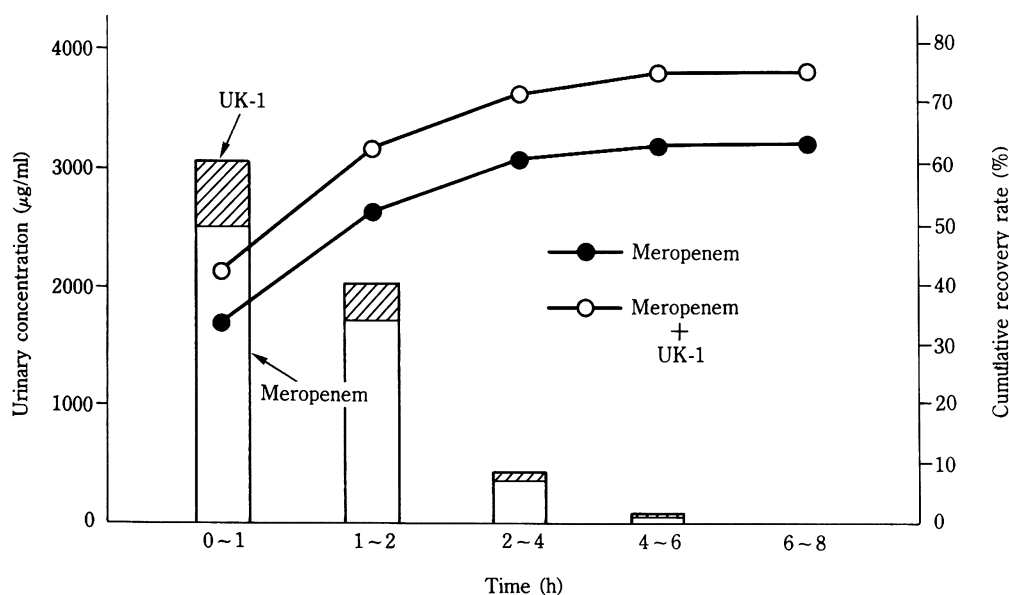 Urinary concentration (μg/ml)
4000
3000
2000
1000
0
UK-1
Meropenem
Meropenem
Meropenem
+
UK-1
80
70
60
50
40
30
20
10
0
Cumulative recovery rate (%)
0~1 1~2 2~4 4~6 6~8
Time (h)